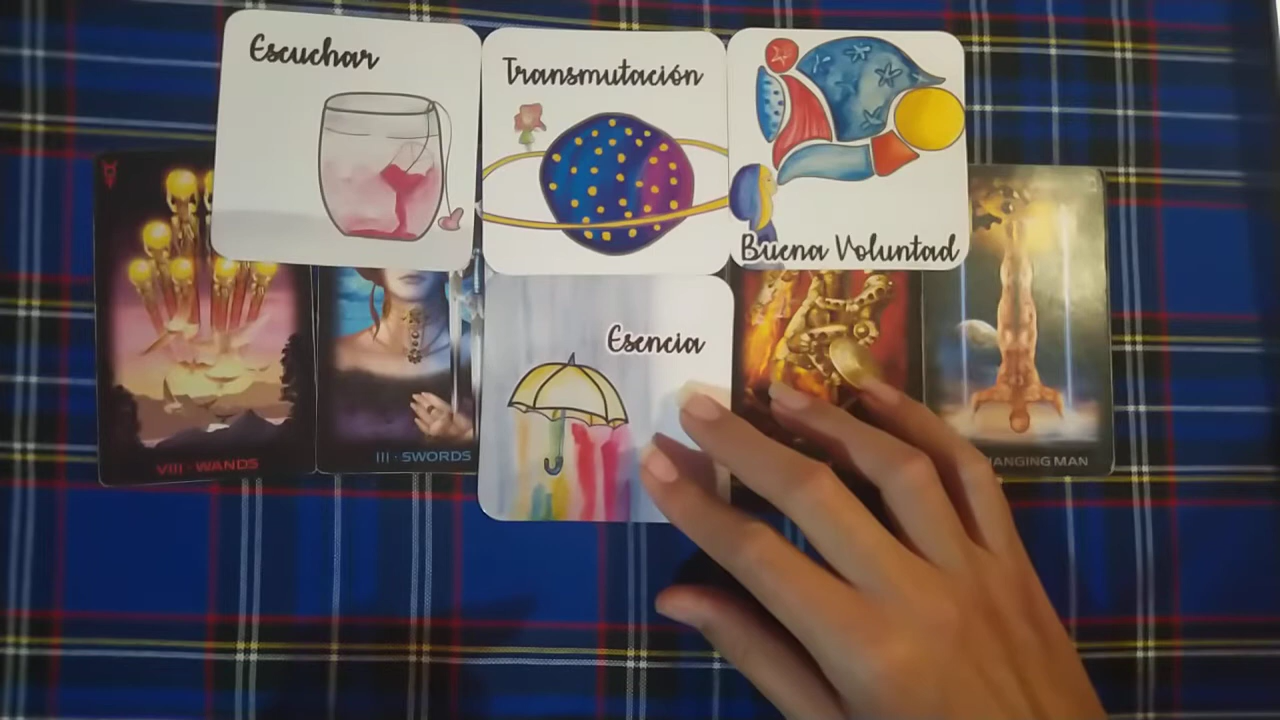 Escuchar
Transmutación
Buena Voluntad
Esencia
VIII · WANDS
III · SWORDS
HANGING MAN